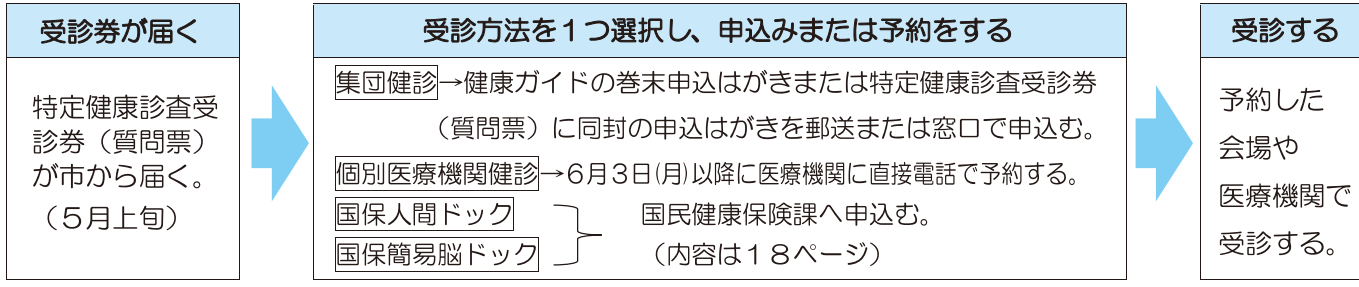 受診券が届く
特定健康診査受
診券（質問票）
が市から届く。
（５月上旬）
受診方法を１つ選択し、申込みまたは予約をする
集団健診→健康ガイドの巻末申込はがきまたは特定健康診査受診券
（質問票）に同封の申込はがきを郵送または窓口で申込む。
個別医療機関健診→６月３日(月)以降に医療機関に直接電話で予約する。
国保人間ドック
国保簡易脳ドック
国民健康保険課へ申込む。
（内容は１８ページ）
受診する
予約した
会場や
医療機関で
受診する。